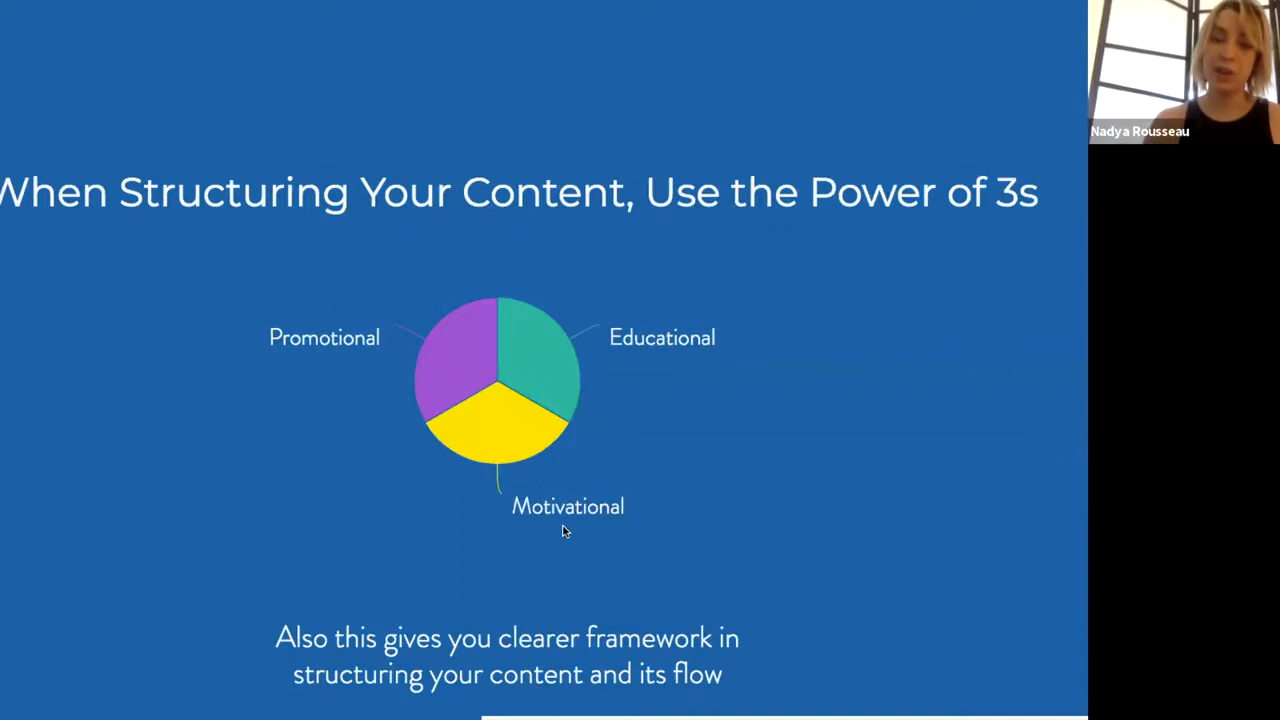 When Structuring Your Content, Use the Power of 3s
Promotional
Educational
Motivational
Also this gives you clearer framework in
structuring your content and its flow
Nadya Rousseau